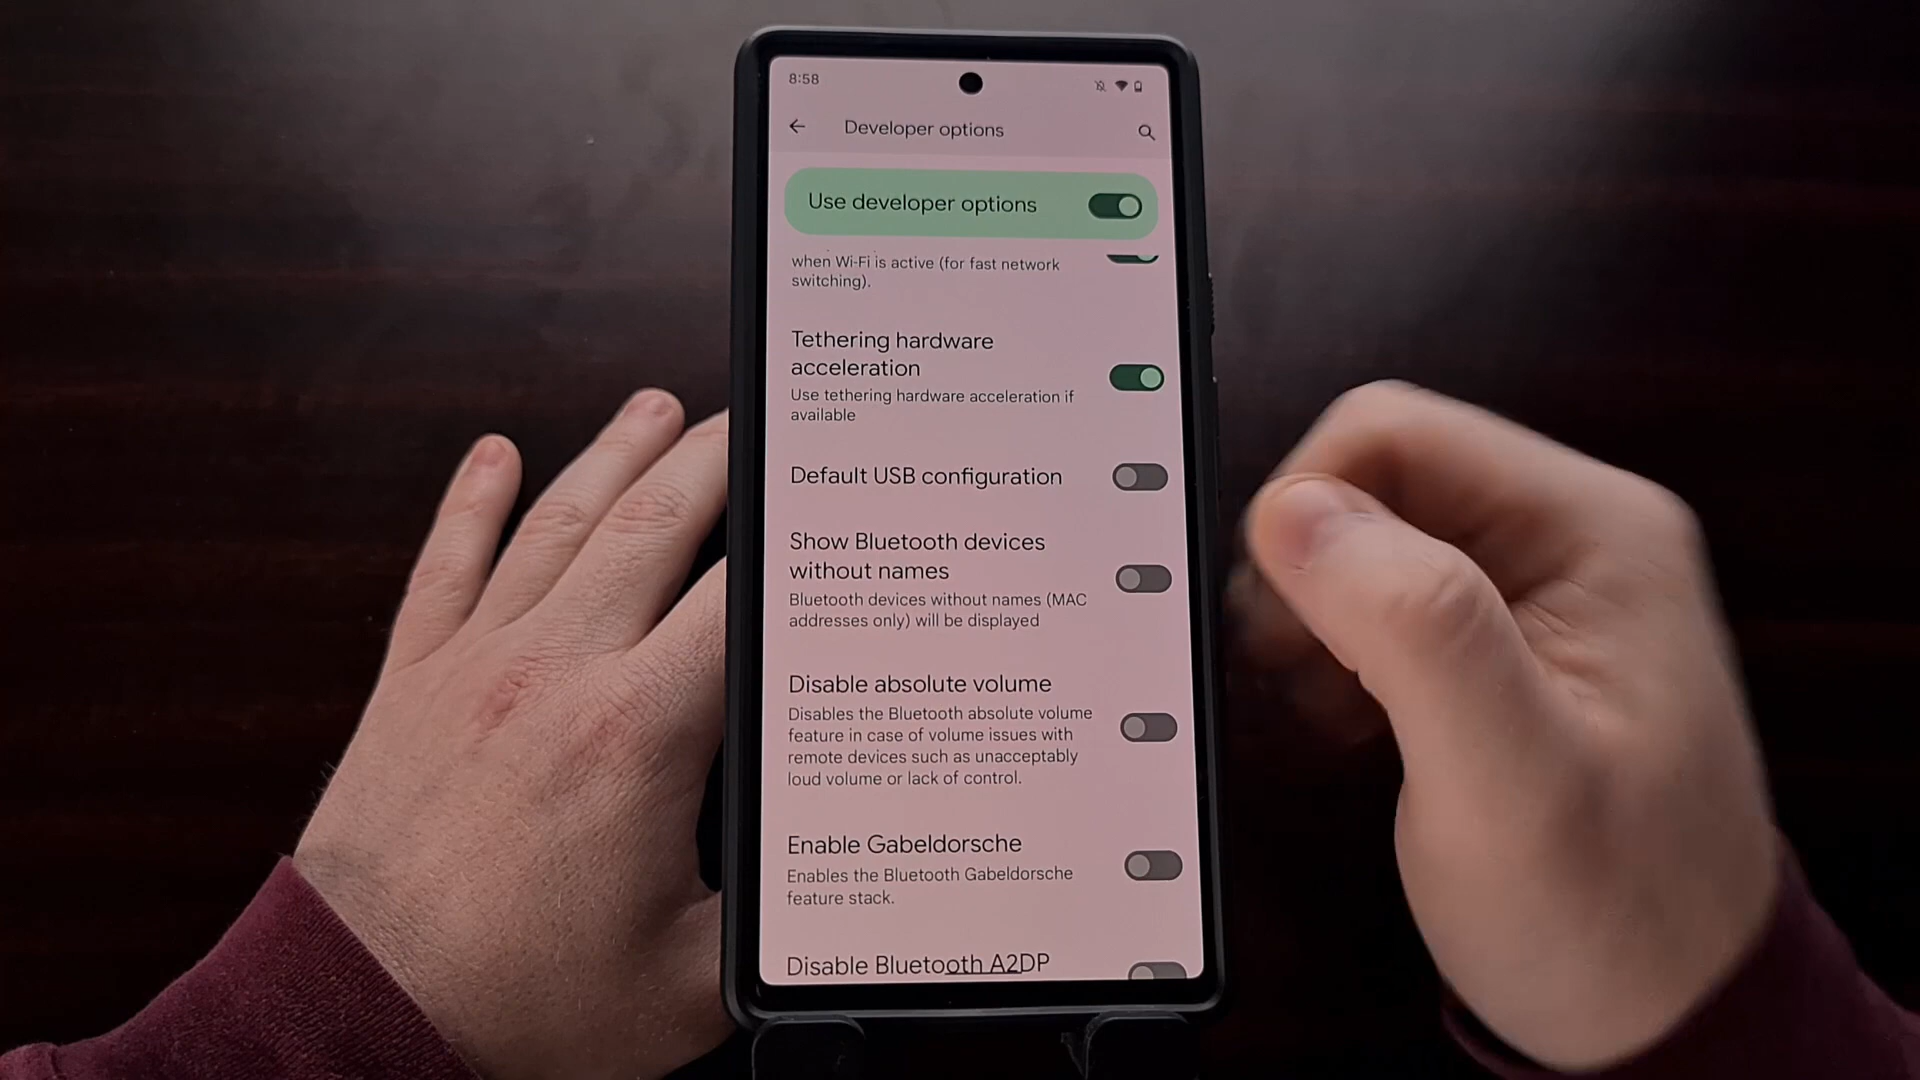 8:58
Developer options
Use developer options
when Wi-Fi is active (for fast network
switching).
Tethering hardware
acceleration
Use tethering hardware acceleration if
available
Default USB configuration
Show Bluetooth devices
without names
Bluetooth devices without names (MAC
addresses only) will be displayed
Disable absolute volume
Disables the Bluetooth absolute volume
feature in case of volume issues with
remote devices such as unacceptably
loud volume or lack of control.
Enable Gabeldorsche
Enables the Bluetooth Gabeldorsche
feature stack.
Disable Bluetooth A2DP